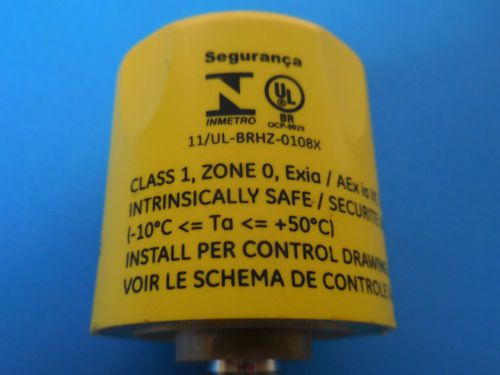 Segurança
INMETRO
UL
BR
OCP-0029
11/UL-BRHZ-0108X
CLASS 1, ZONE 0, Exia / AEx ia
INTRINSICALLY SAFE / SECURITE
(-10°C <= Ta <= +50°C)
INSTALL PER CONTROL DRAWING
VOIR LE SCHEMA DE CONTROLE